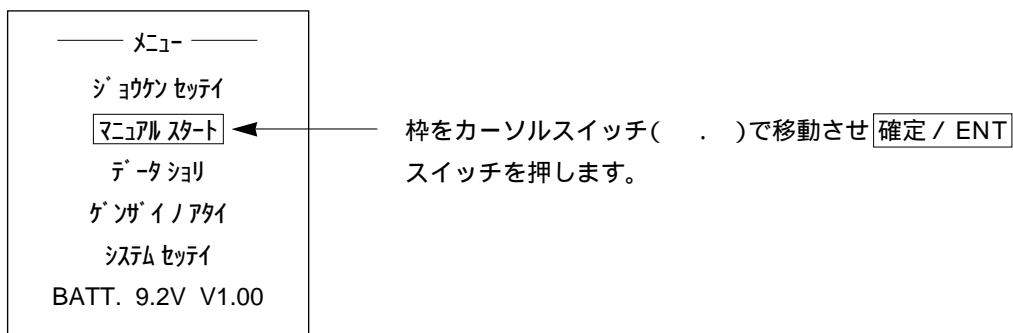 メニュー
ジョウケン セッテイ
マニュアル スタート
データ ショリ
ゲンザイ ノ アタイ
システム セッテイ
BATT. 9.2V V1.00
枠をカーソルスイッチ( . )で移動させ 確定 / ENT
スイッチを押します。